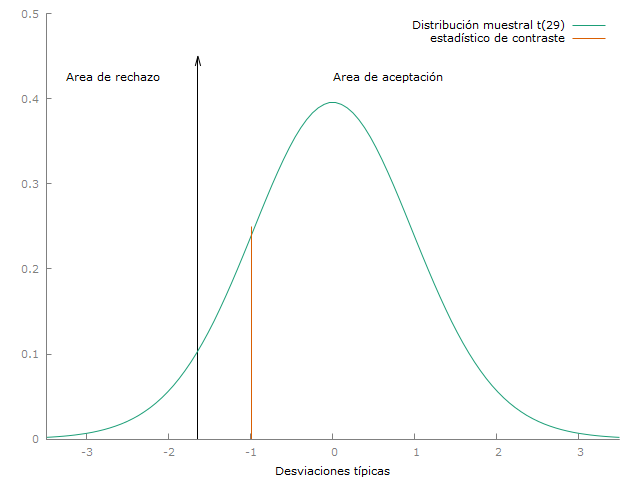 0.5
Distribución muestral t(29)
estadístico de contraste
Area de rechazo
Area de aceptación
0.4
0.3
0.2
0.1
0
-3
-2
-1
0
1
2
3
Desviaciones típicas